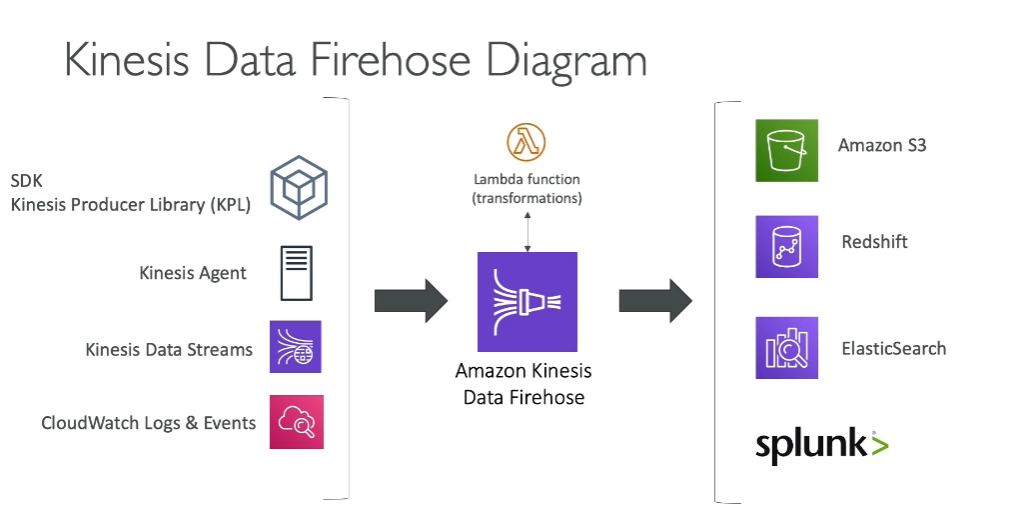 Kinesis Data Firehose Diagram
SDK
Kinesis Producer Library (KPL)
Kinesis Agent
Kinesis Data Streams
CloudWatch Logs & Events
Lambda function
(transformations)
Amazon Kinesis
Data Firehose
Amazon S3
Redshift
ElasticSearch
splunk>